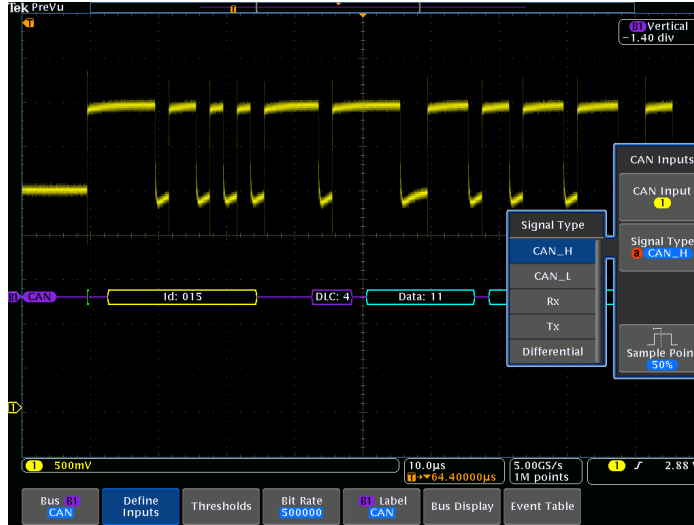 Tek PreVu
T
B1 Vertical
−1.40 div
CAN Inputs
CAN Input
1
Signal Type
a CAN_H
Sample Poin
50%
Signal Type
CAN_H
CAN_L
Rx
Tx
Differential
B1 CAN
Id: 015
DLC: 4
Data: 11
1
1 500mV
10.0µs
T→▼64.40000µs
5.00GS/s
1M points
1 2.88 V
Bus B1
CAN
Define
Inputs
Thresholds
Bit Rate
500000
B1 Label
CAN
Bus Display
Event Table